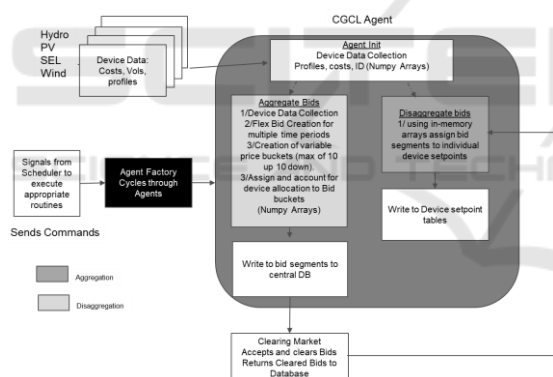 CGCL Agent
Hydro
PV
SEL
Wind
Device Data:
Costs, Vols,
profiles
Agent Init
Device Data Collection
Profiles, costs, ID (Numpy Arrays)
Aggregate Bids
1/Device Data Collection
2/Flex Bid Creation for
multiple time periods
3/Creation of variable
price buckets (max of 10
up 10 down).
3/Assign and account for
device allocation to Bid
buckets
(Numpy Arrays)
Disaggregate bids
1/ using in-memory
arrays assign bid
segments to individual
device setpoints
Signals from
Scheduler to
execute
appropriate
routines
Agent Factory
Cycles through
Agents
Write to Device setpoint
tables
Sends Commands
Write to bid segments to
central DB
Aggregation
Disaggregation
Clearing Market
Accepts and clears Bids
Returns Cleared Bids to
Database